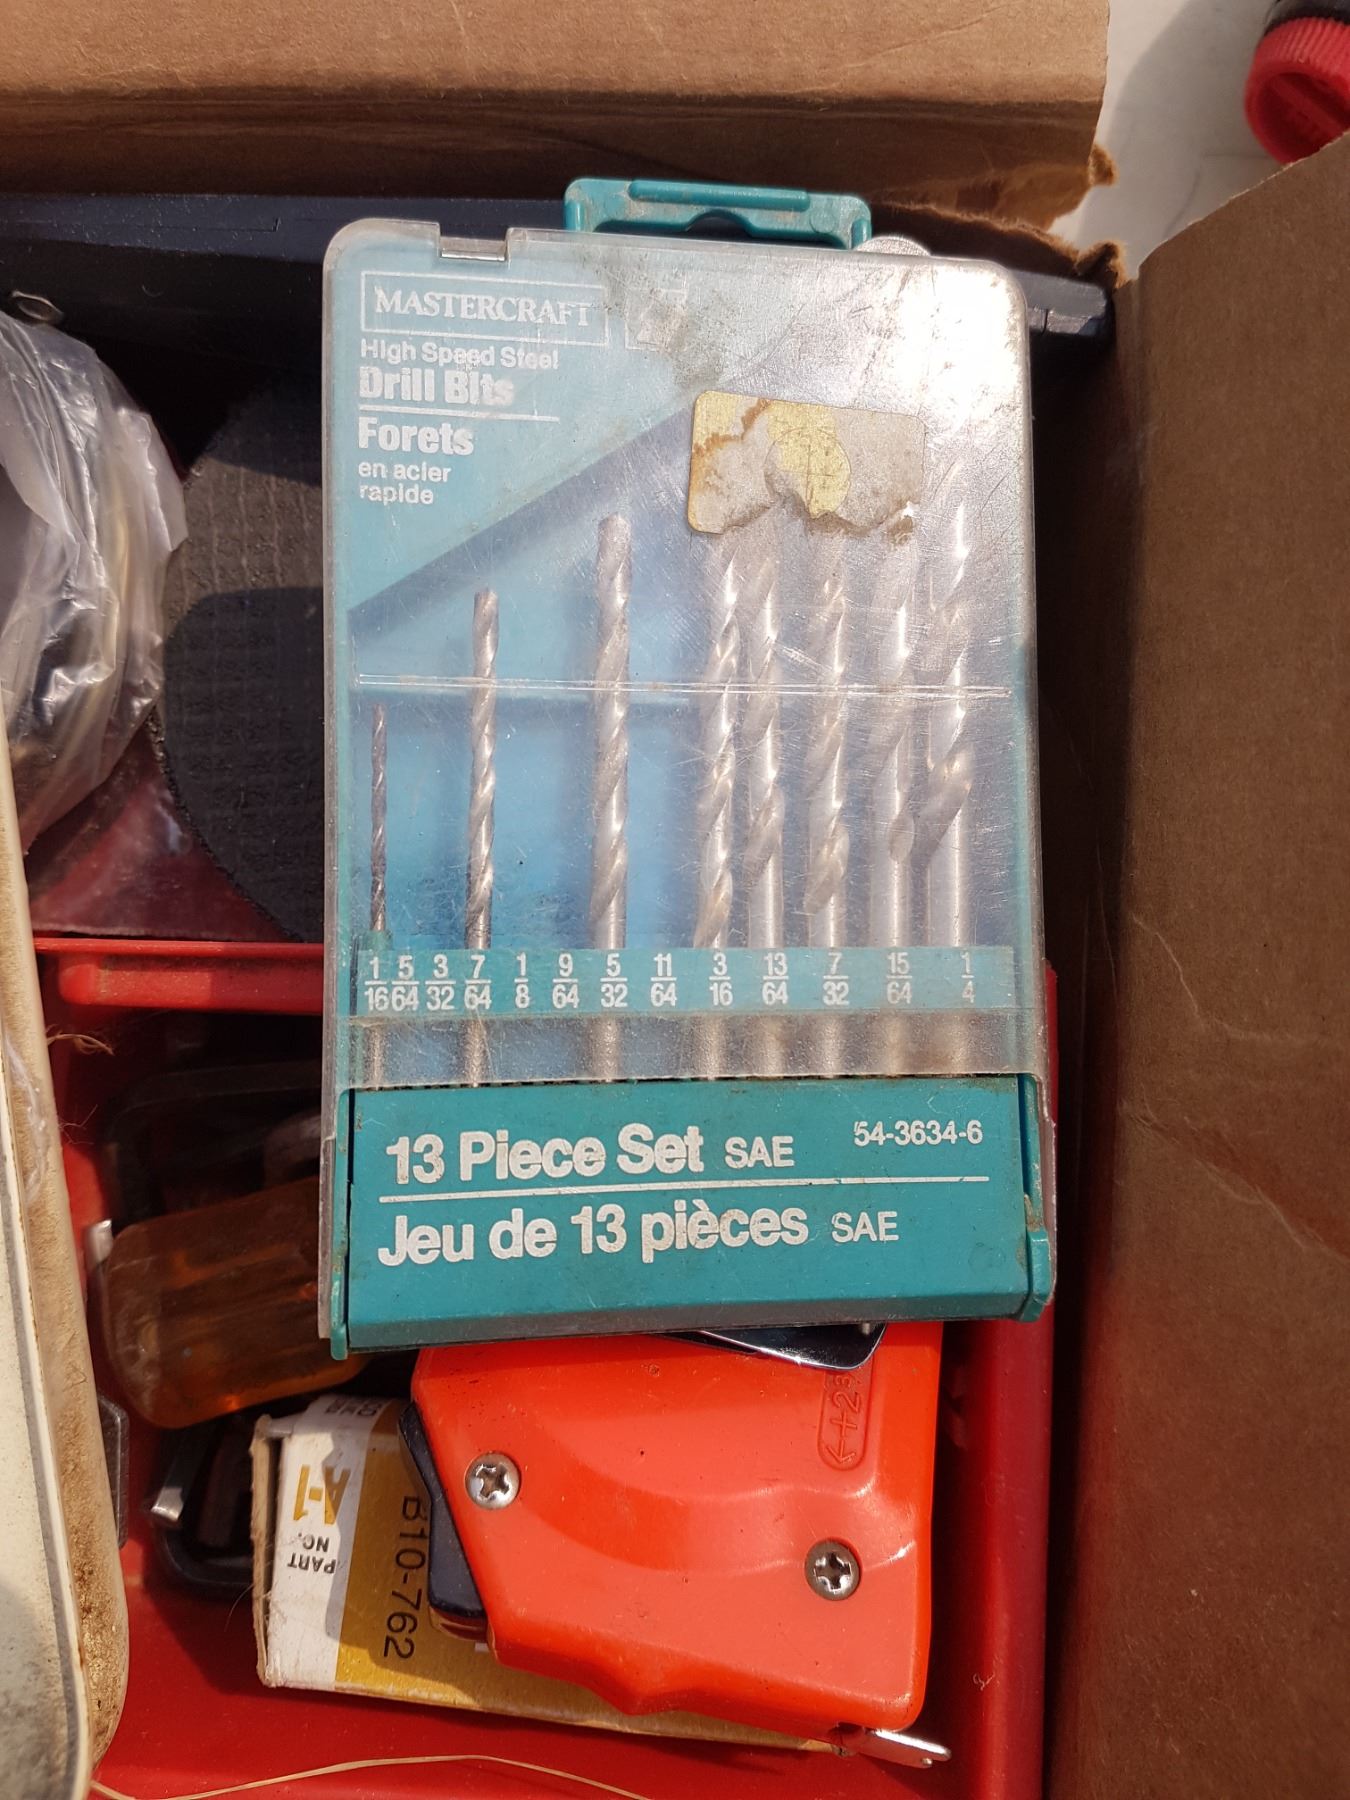 MASTERCRAFT
High Speed Steel
Drill Bits
Forets
en acier
rapide
1/16 5/64 3/32 7/64 1/8 9/64 5/32 11/64 3/16 13/64 7/32 15/64 1/4
13 Piece Set SAE 54-3634-6
Jeu de 13 pièces SAE
A-1
PART
NO.
B10-762